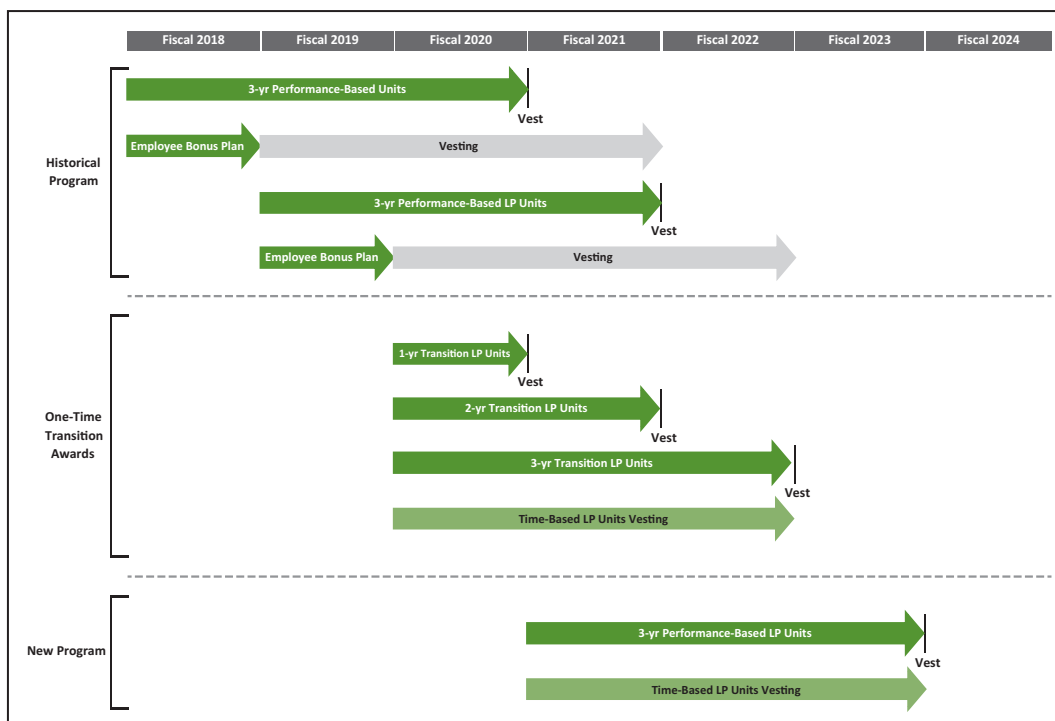 Fiscal 2018 Fiscal 2019 Fiscal 2020 Fiscal 2021 Fiscal 2022 Fiscal 2023 Fiscal 2024
Historical
Program
3-yr Performance-Based Units
Vest
Employee Bonus Plan Vesting
3-yr Performance-Based LP Units
Vest
Employee Bonus Plan Vesting
One-Time
Transition
Awards
1-yr Transition LP Units
Vest
2-yr Transition LP Units
Vest
3-yr Transition LP Units
Vest
Time-Based LP Units Vesting
New Program
3-yr Performance-Based LP Units
Vest
Time-Based LP Units Vesting